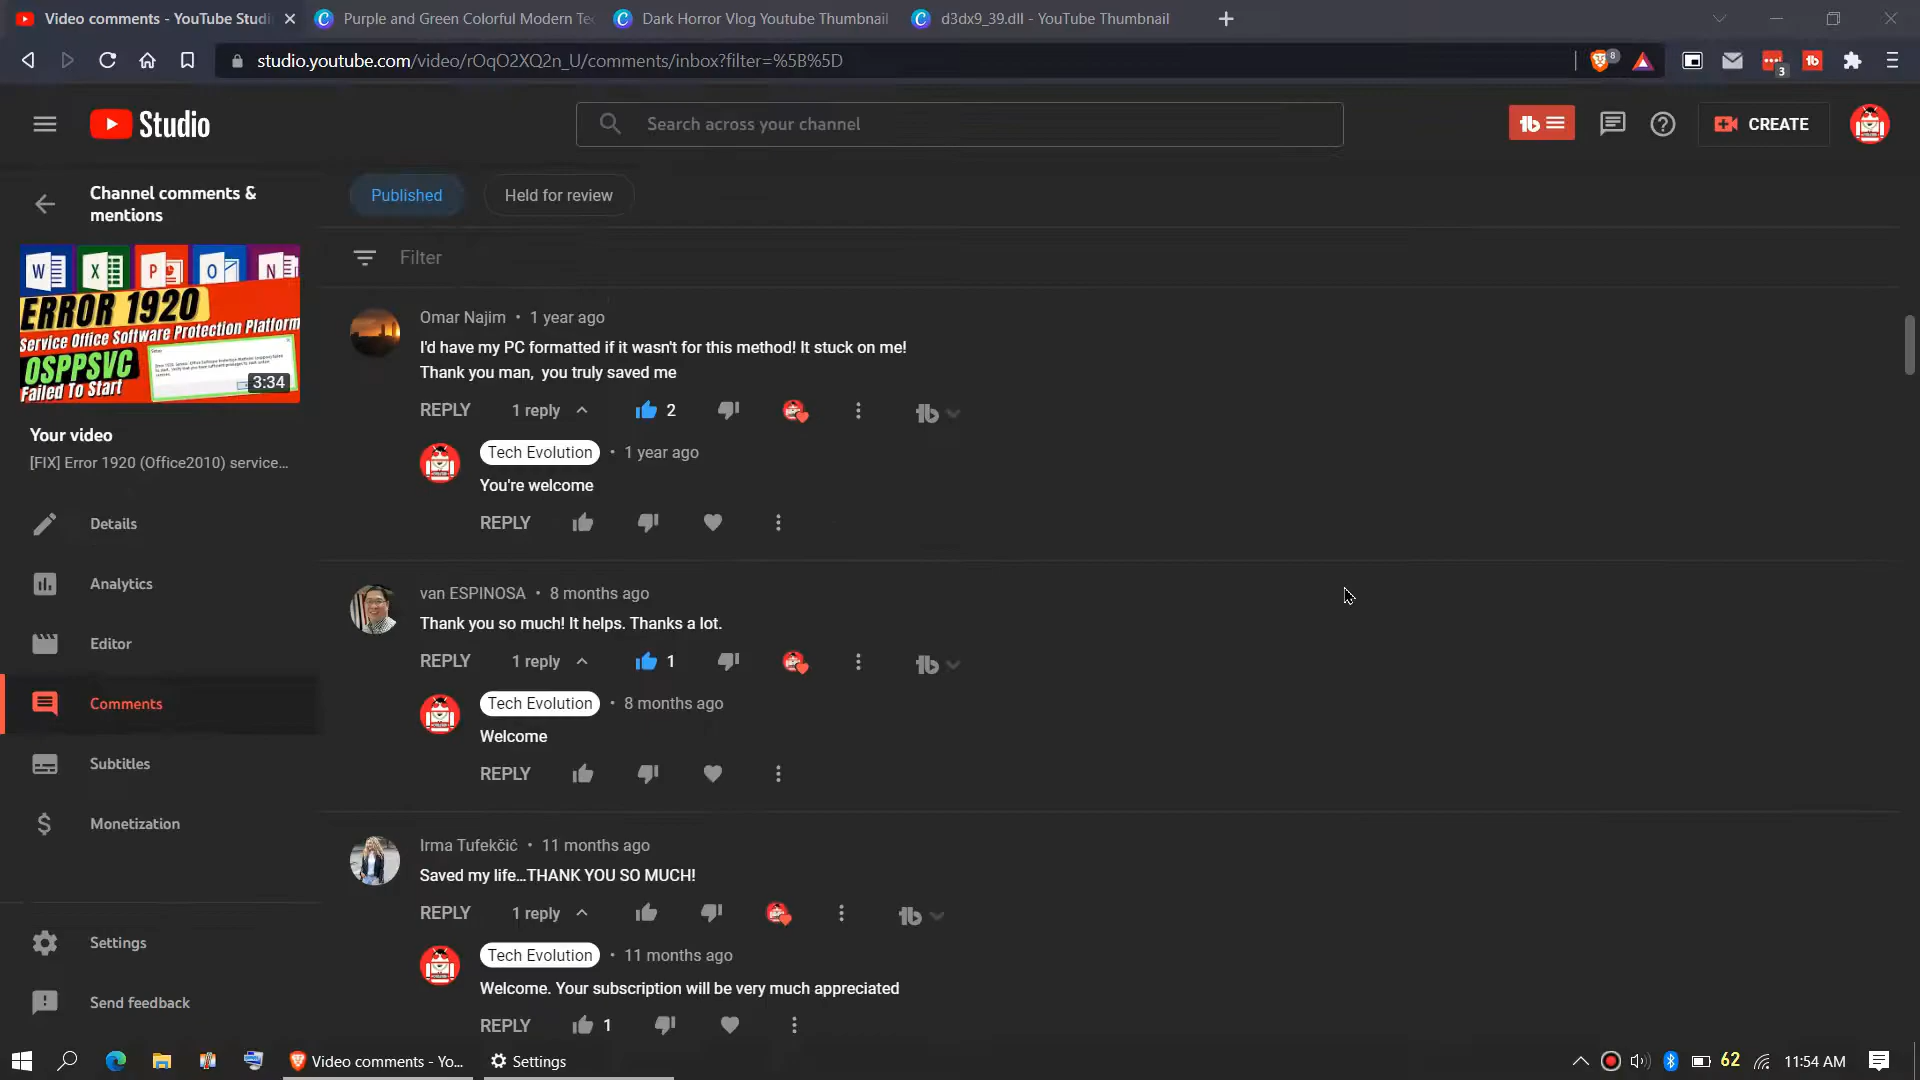 Video comments - YouTube Studi
Purple and Green Colorful Modern Te
Dark Horror Vlog Youtube Thumbnail
d3dx9_39.dll - YouTube Thumbnail
studio.youtube.com/video/rOqO2XQ2n_U/comments/inbox?filter=%5B%5D
8
3
tb
Studio
Search across your channel
tb
CREATE
Channel comments &
mentions
Published
Held for review
Filter
W X P O N
ERROR 1920
Service Office Software Protection Platform
OSPPSVC
Failed To Start
3:34
Your video
[FIX] Error 1920 (Office2010) service...
Details
Analytics
Editor
Comments
Subtitles
Monetization
Settings
Send feedback
Omar Najim • 1 year ago
I'd have my PC formatted if it wasn't for this method! It stuck on me!
Thank you man, you truly saved me
REPLY 1 reply 2 tb
Tech Evolution • 1 year ago
You're welcome
REPLY
van ESPINOSA • 8 months ago
Thank you so much! It helps. Thanks a lot.
REPLY 1 reply 1 tb
Tech Evolution • 8 months ago
Welcome
REPLY
Irma Tufekčić • 11 months ago
Saved my life...THANK YOU SO MUCH!
REPLY 1 reply tb
Tech Evolution • 11 months ago
Welcome. Your subscription will be very much appreciated
REPLY 1
Video comments - Yo...
Settings
62
11:54 AM